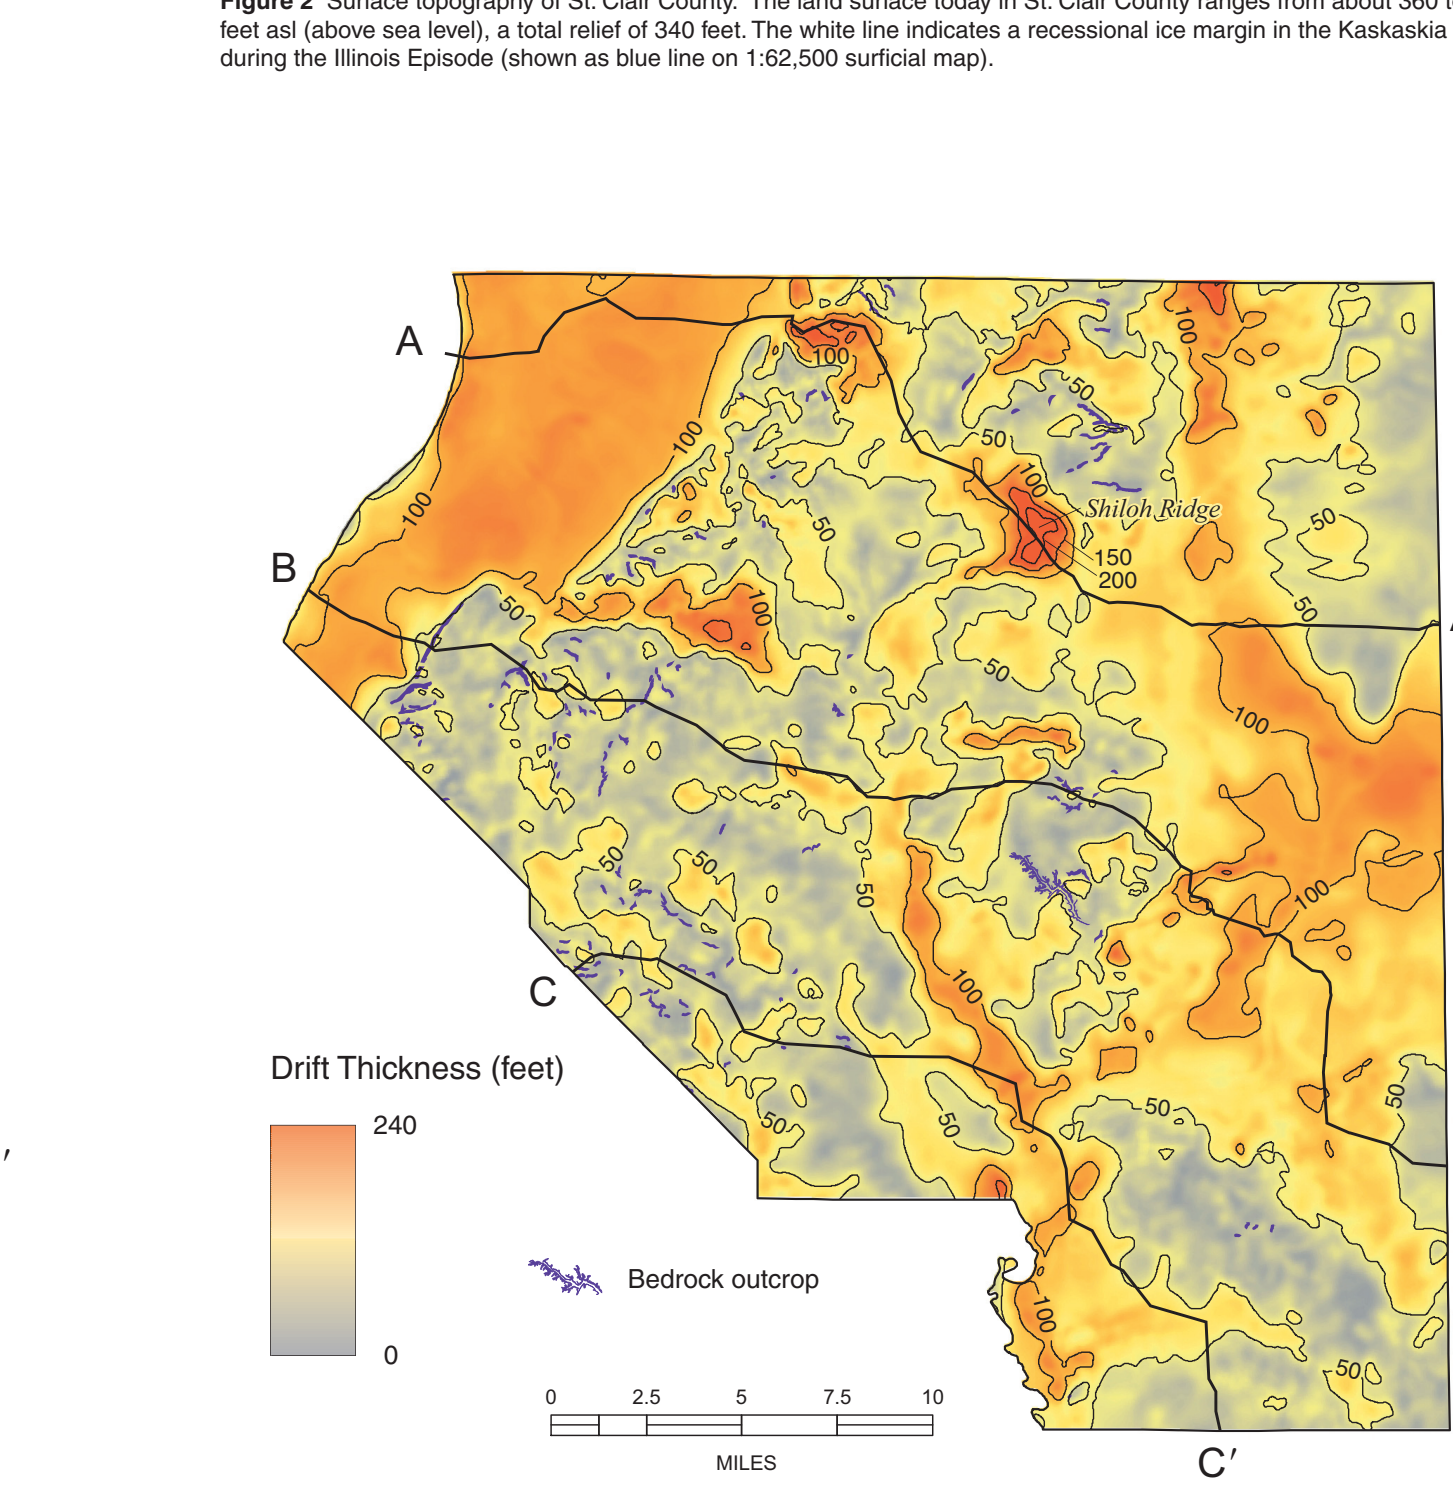 Figure 2 Surface topography of St. Clair County. The land surface today in St. Clair County ranges from about 360 to
feet asl (above sea level), a total relief of 340 feet. The white line indicates a recessional ice margin in the Kaskaskia
during the Illinois Episode (shown as blue line on 1:62,500 surficial map).
A
100
100
50
50
100
100
100
Shiloh Ridge
50
50
150
200
B
50
100
50
50
100
50
50
50
100
C
100
Drift Thickness (feet)
240
50
50
50
50
′
Bedrock outcrop
100
0
50
0 2.5 5 7.5 10
MILES
C′